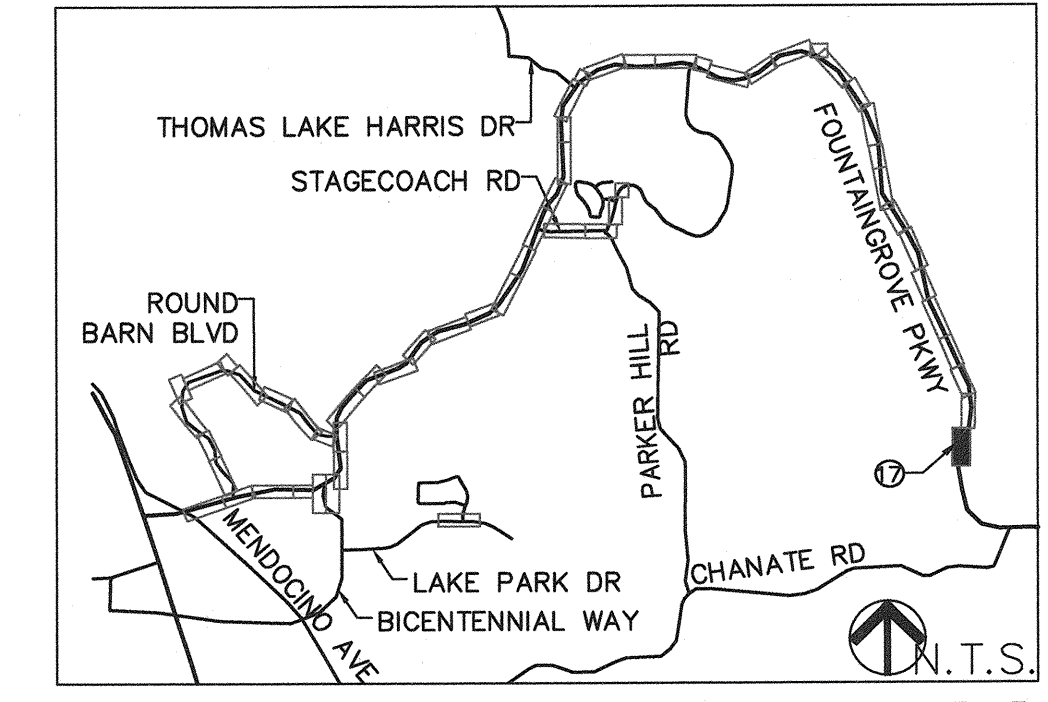 THOMAS LAKE HARRIS DR
STAGECOACH RD
FOUNTAINGROVE PKWY
ROUND
BARN BLVD
PARKER HILL
RD
17
MENDOCINO AVE
CHANATE RD
LAKE PARK DR
BICENTENNIAL WAY
N.T.S.